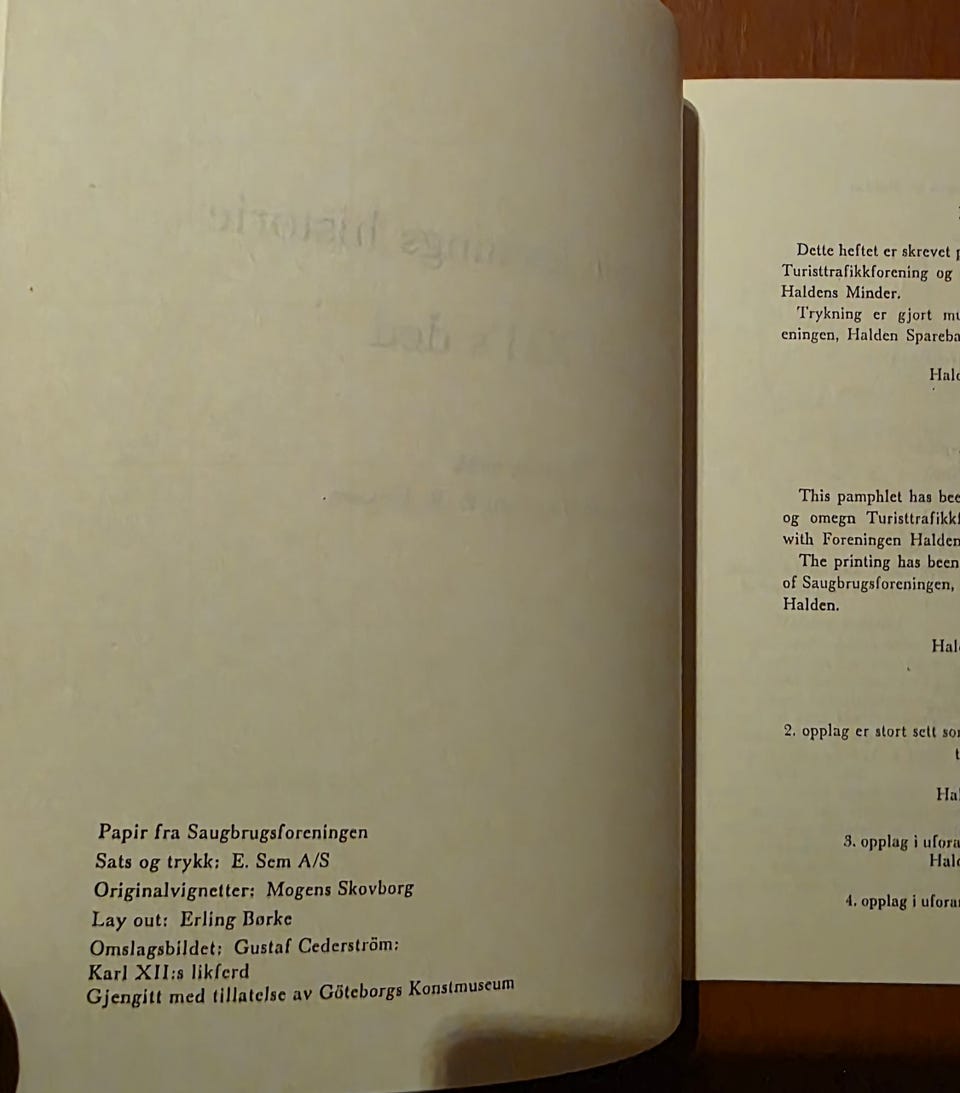 Papir fra Saugbrugsforeningen
Sats og trykk: E. Sem A/S
Originalvignetter: Mogens Skovborg
Lay out: Erling Børke
Omslagsbildet: Gustaf Cederström:
Karl XII:s likferd
Gjengitt med tillatelse av Göteborgs Konstmuseum
Dette heftet er skrevet
Turisttrafikkforening og
Haldens Minder.
Trykning er gjort
eningen, Halden
This pamphlet has
og omegn
with Foreningen
The printing has been
of Saugbrugsforeningen,
Halden.
2. opplag er stort sett
3. opplag i
4. opplag i